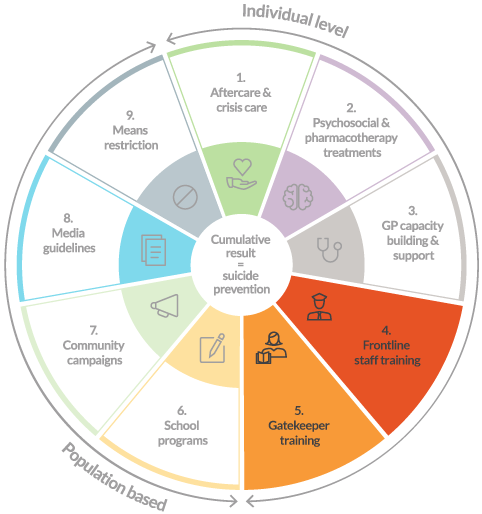 Individual level
1.
Aftercare &
crisis care
2.
Psychosocial &
pharmacotherapy
treatments
3.
GP capacity
building &
support
4.
Frontline
staff training
5.
Gatekeeper
training
6.
School
programs
7.
Community
campaigns
8.
Media
guidelines
9.
Means
restriction
Cumulative
result
=
suicide
prevention
Population based